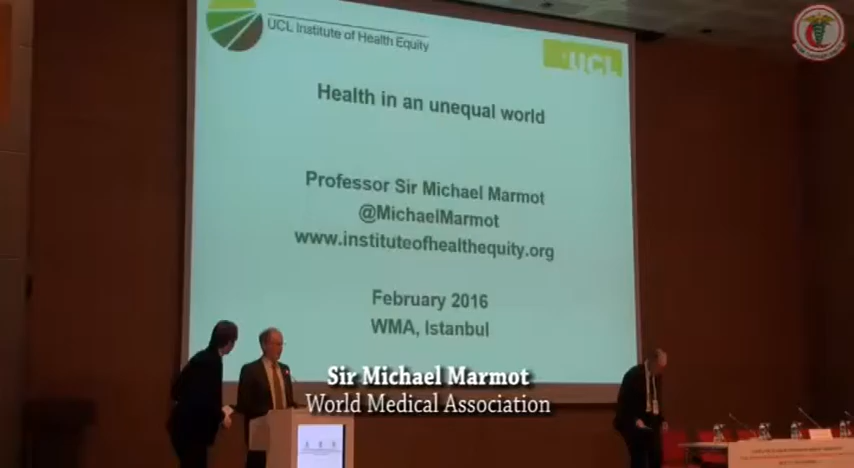 UCL Institute of Health Equity
UCL
Health in an unequal world
Professor Sir Michael Marmot
@MichaelMarmot
www.instituteofhealthequity.org
February 2016
WMA, Istanbul
Sir Michael Marmot
World Medical Association